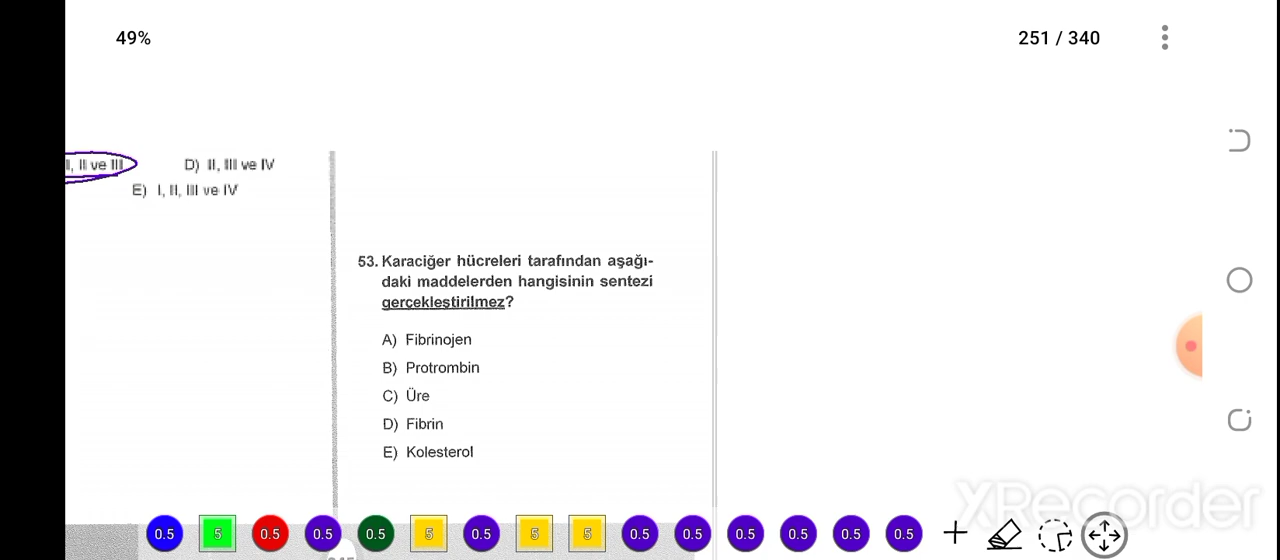 49%
251 / 340
I, II ve III
D) II, III ve IV
E) I, II, III ve IV
53. Karaciğer hücreleri tarafından aşağı-
daki maddelerden hangisinin sentezi
gerçekleştirilmez?
A) Fibrinojen
B) Protrombin
C) Üre
D) Fibrin
E) Kolesterol
0.5 5 0.5 0.5 0.5 5 0.5 5 5 0.5 0.5 0.5 0.5 0.5 0.5
XRecorder